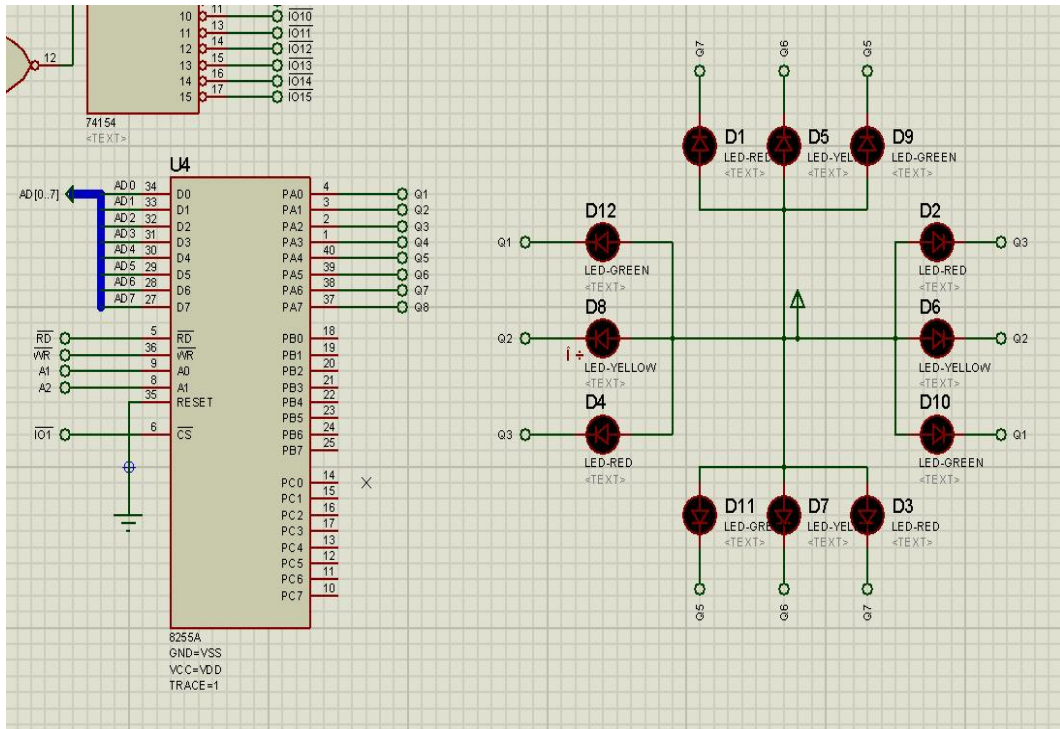 11
10 IO10
13
11 IO11
14
12 IO12
15
13 IO13
16
14 IO14
17
15 IO15
12
74154
<TEXT>
U4
AD[0..7]
AD0 34 D0 PA0 4 Q1
AD1 33 D1 PA1 3 Q2
AD2 32 D2 PA2 2 Q3
AD3 31 D3 PA3 1 Q4
AD4 30 D4 PA4 40 Q5
AD5 29 D5 PA5 39 Q6
AD6 28 D6 PA6 38 Q7
AD7 27 D7 PA7 37 Q8
RD 5 RD PB0 18
WR 36 WR PB1 19
A1 9 A0 PB2 20
A2 8 A1 PB3 21
35 RESET PB4 22
PB5 23
IO1 6 CS PB6 24
PB7 25
PC0 14
PC1 15
PC2 16
PC3 17
PC4 13
PC5 12
PC6 11
PC7 10
8255A
GND=VSS
VCC=VDD
TRACE=1
Q7 Q6 Q5
D1 D5 D9
LED-RED LED-YEL LED-GREEN
<TEXT> <TEXT> <TEXT>
D12 D2
Q1 Q3
LED-GREEN LED-RED
<TEXT> <TEXT>
D8 D6
Q2 Q2
LED-YELLOW LED-YELLOW
<TEXT> <TEXT>
D4 D10
Q3 Q1
LED-RED LED-GREEN
<TEXT> <TEXT>
D11 D7 D3
LED-GRE LED-YEL LED-RED
<TEXT> <TEXT> <TEXT>
Q5 Q6 Q7